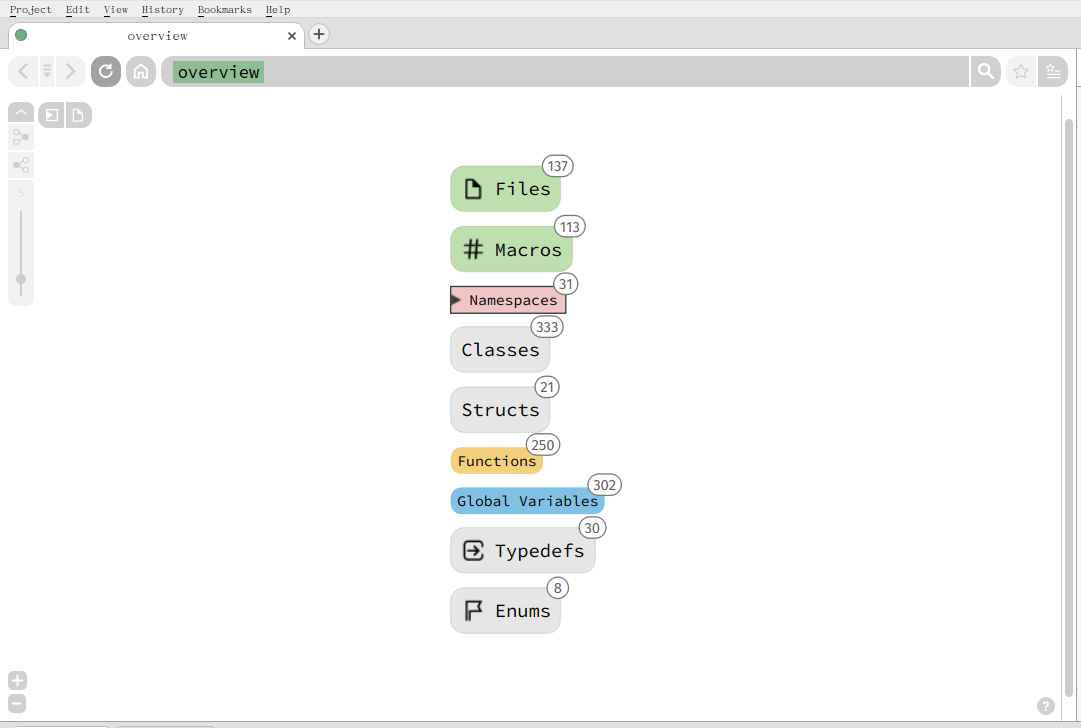 Project Edit View History Bookmarks Help
overview
overview
S
137
Files
113
# Macros
31
Namespaces
333
Classes
21
Structs
250
Functions
302
Global Variables
30
Typedefs
8
Enums
?